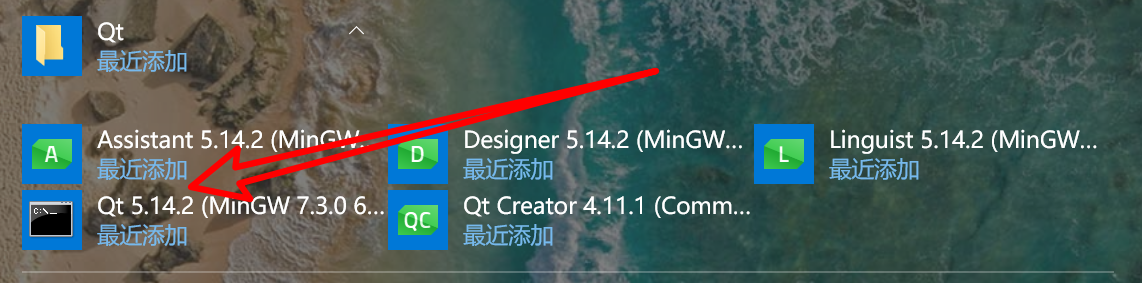 Qt
最近添加
Assistant 5.14.2 (MinGW...
最近添加
Designer 5.14.2 (MinGW...
最近添加
Linguist 5.14.2 (MinGW...
最近添加
Qt 5.14.2 (MinGW 7.3.0 6...
最近添加
Qt Creator 4.11.1 (Comm...
最近添加
A
D
L
C:\_
QC